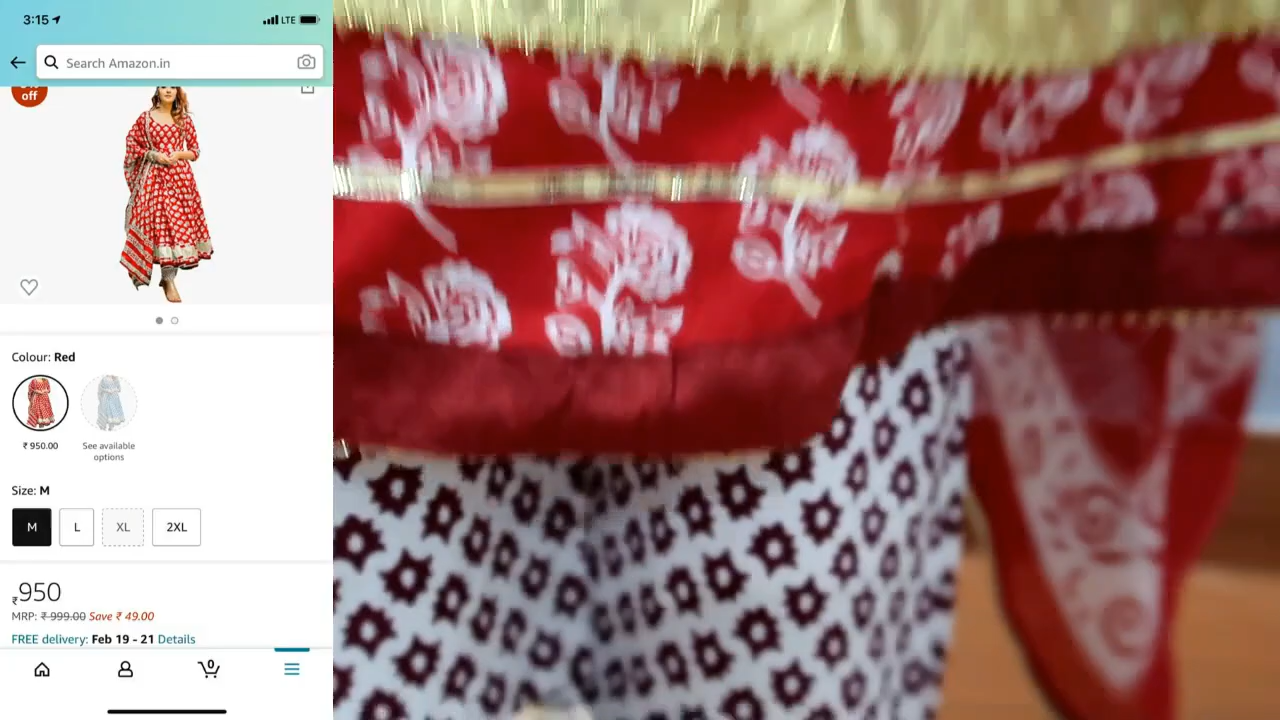 3:15
LTE
Search Amazon.in
off
Colour: Red
₹ 950.00
See available
options
Size: M
M
L
XL
2XL
₹950
MRP: ₹ 999.00 Save ₹ 49.00
FREE delivery: Feb 19 - 21 Details
0